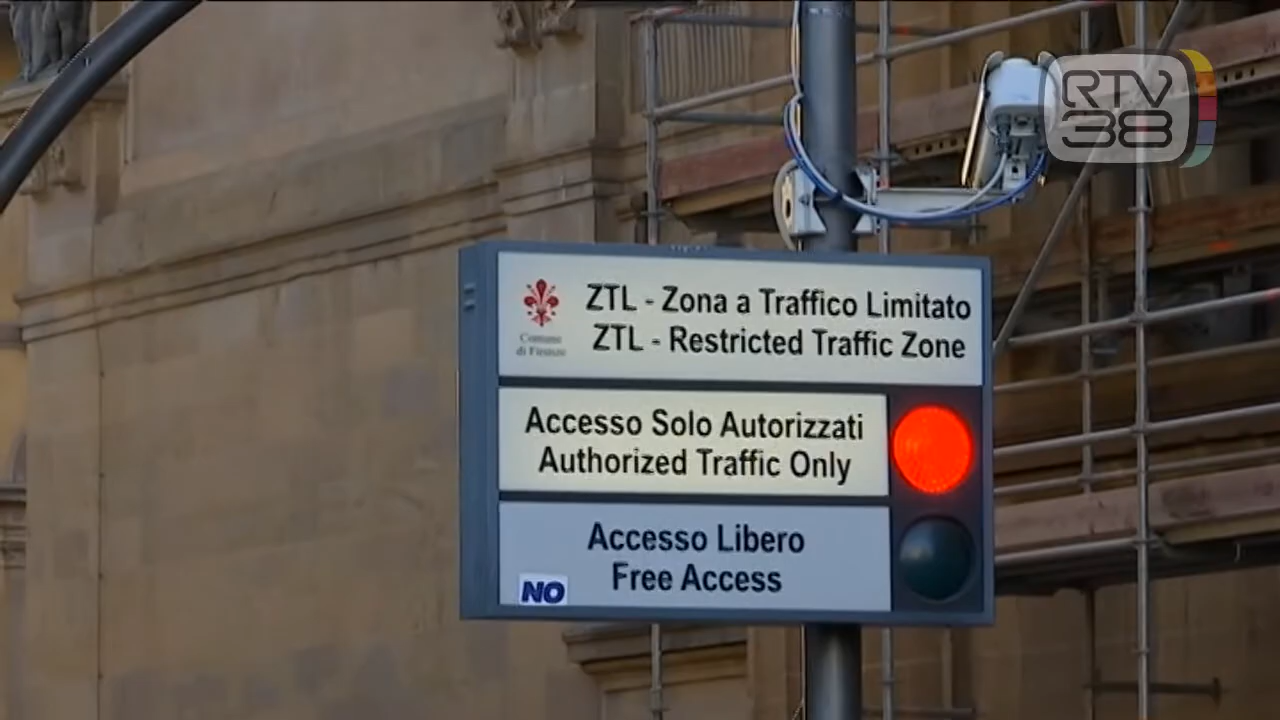 RTV
38
ZTL - Zona a Traffico Limitato
ZTL - Restricted Traffic Zone
Comune
di Firenze
Accesso Solo Autorizzati
Authorized Traffic Only
Accesso Libero
Free Access
NO